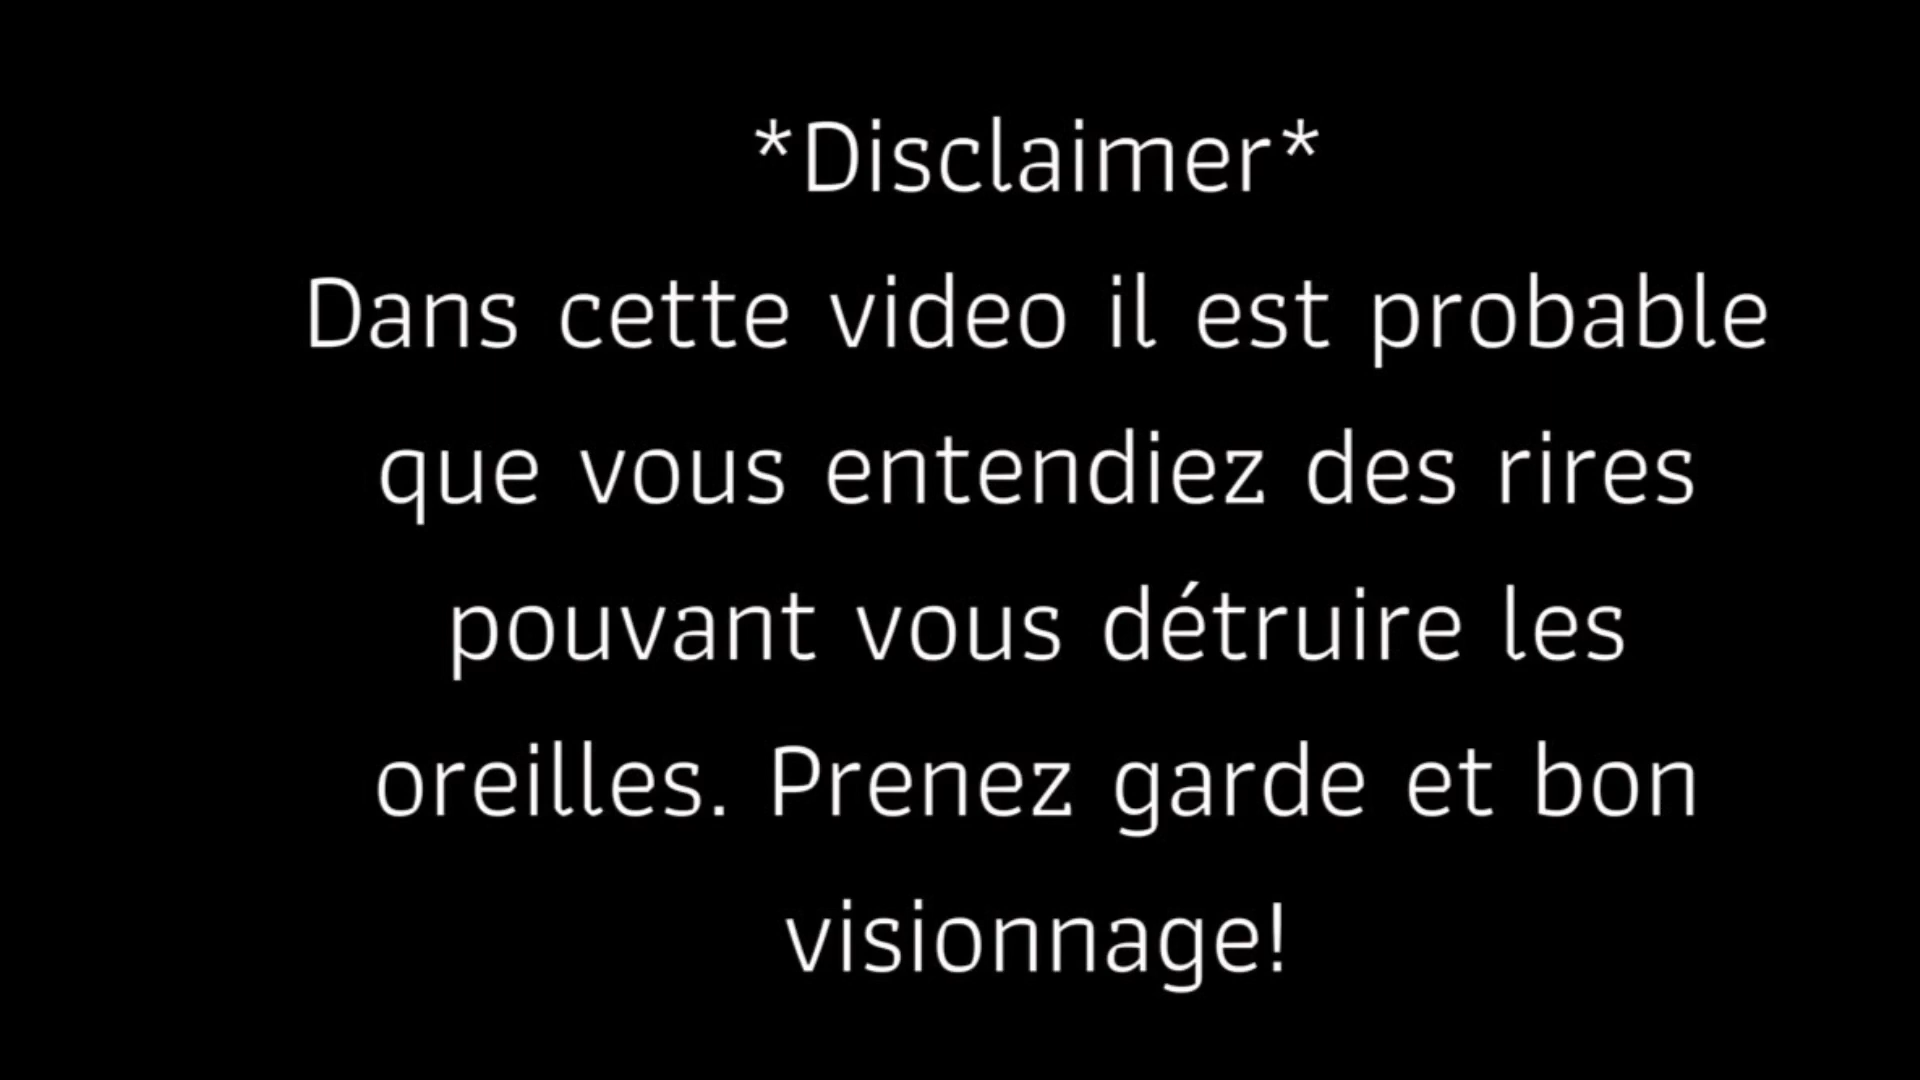 *Disclaimer*
Dans cette video il est probable
que vous entendiez des rires
pouvant vous détruire les
oreilles. Prenez garde et bon
visionnage!